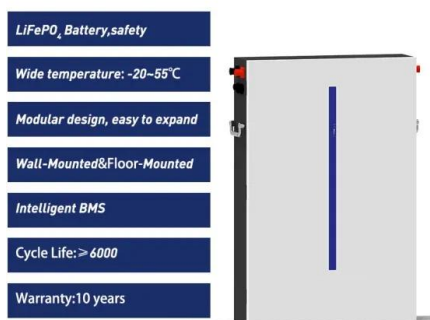 LiFePO₄ Battery,safety
Wide temperature: -20~55℃
Modular design, easy to expand
Wall-Mounted&Floor-Mounted
Intelligent BMS
Cycle Life:≥6000
Warranty:10 years